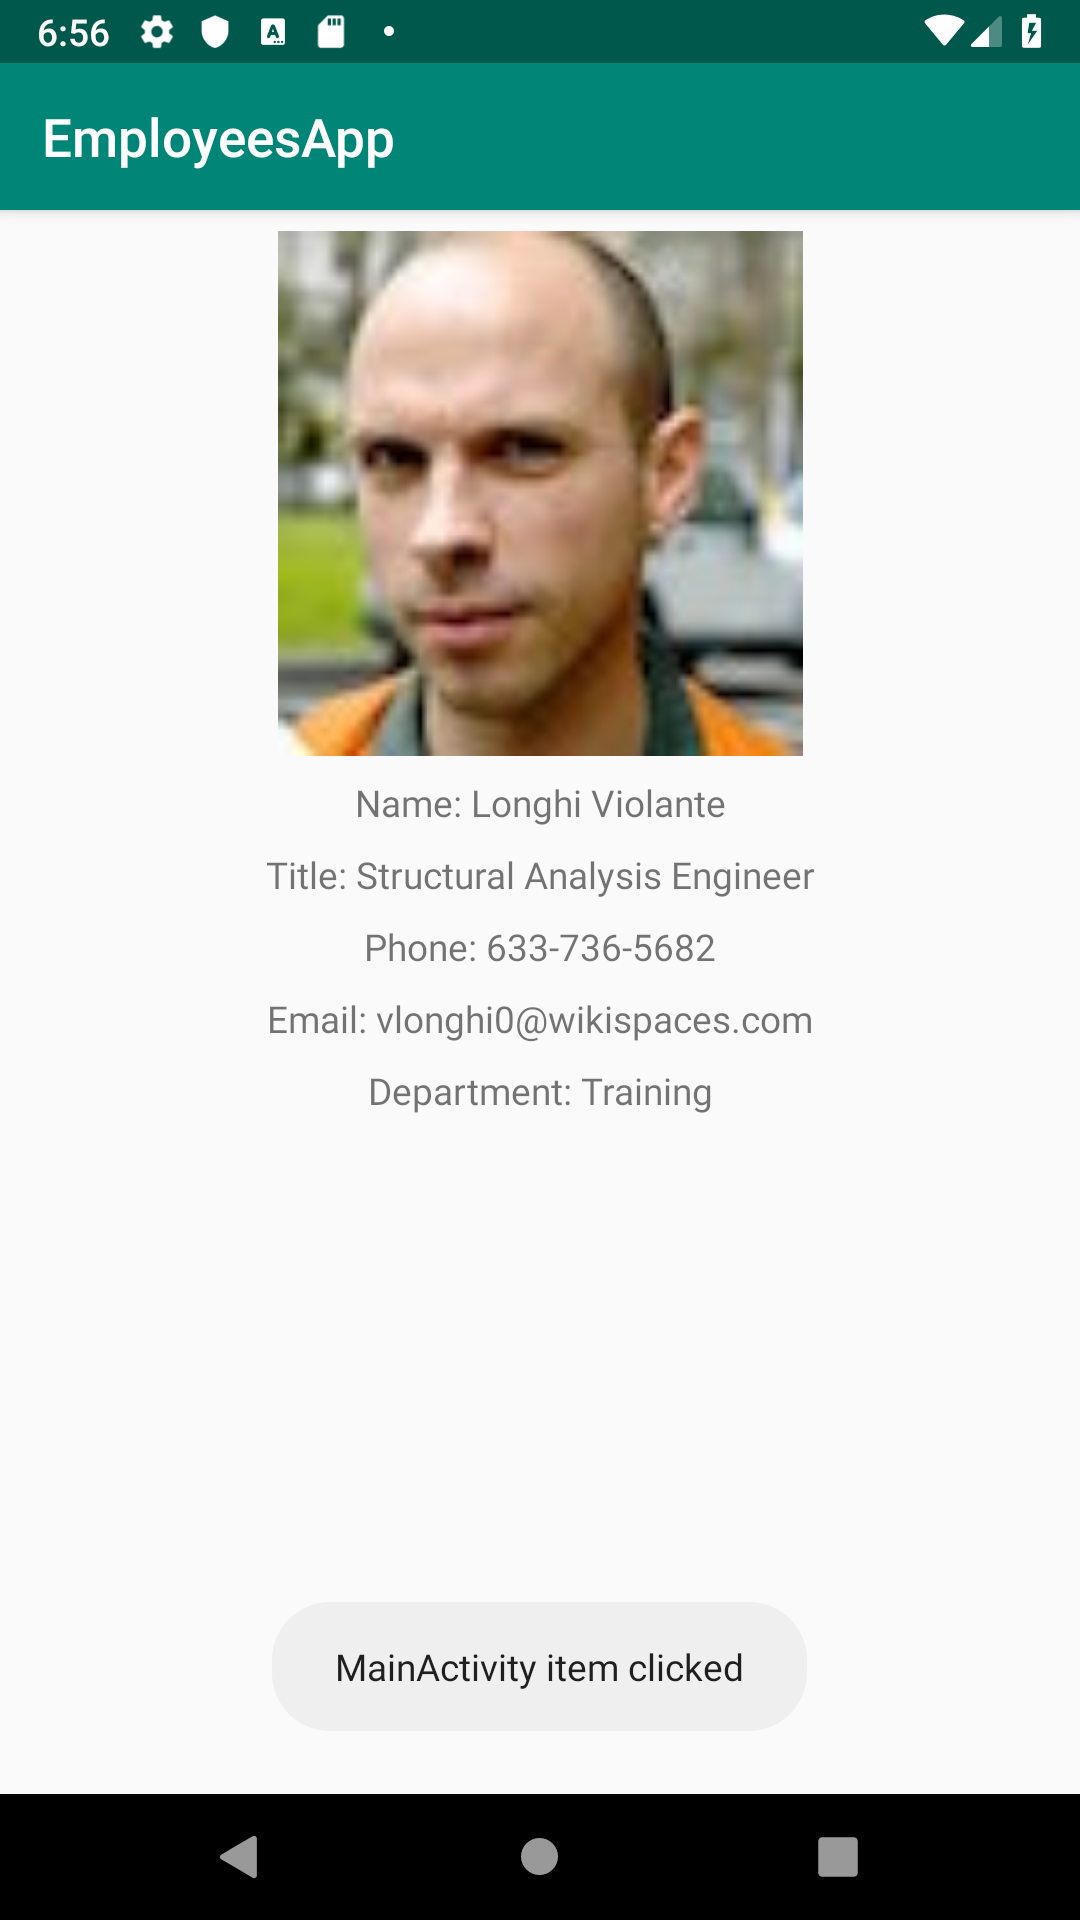 6:56
EmployeesApp
Name: Longhi Violante
Title: Structural Analysis Engineer
Phone: 633-736-5682
Email: vlonghi0@wikispaces.com
Department: Training
MainActivity item clicked